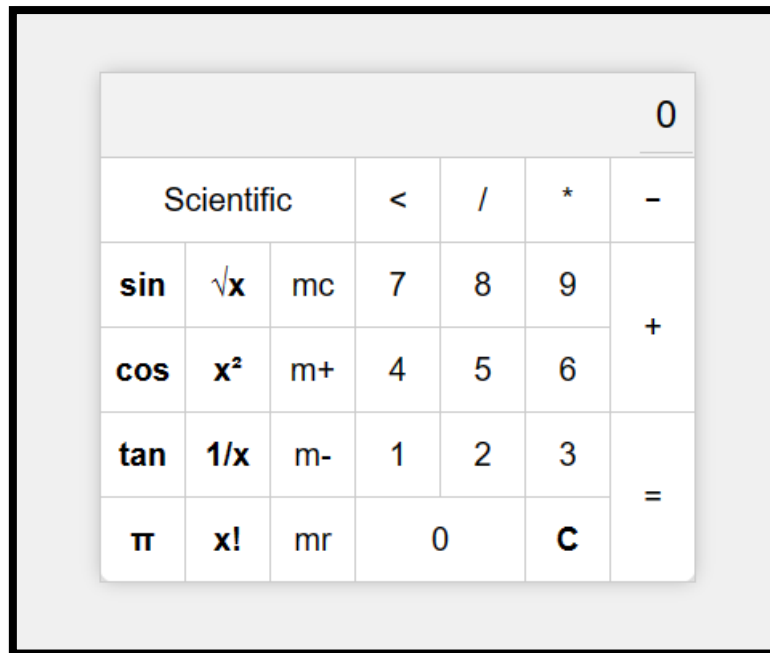 0
Scientific < / * −
sin √x mc 7 8 9
+
cos x² m+ 4 5 6
tan 1/x m- 1 2 3
=
π x! mr 0 C